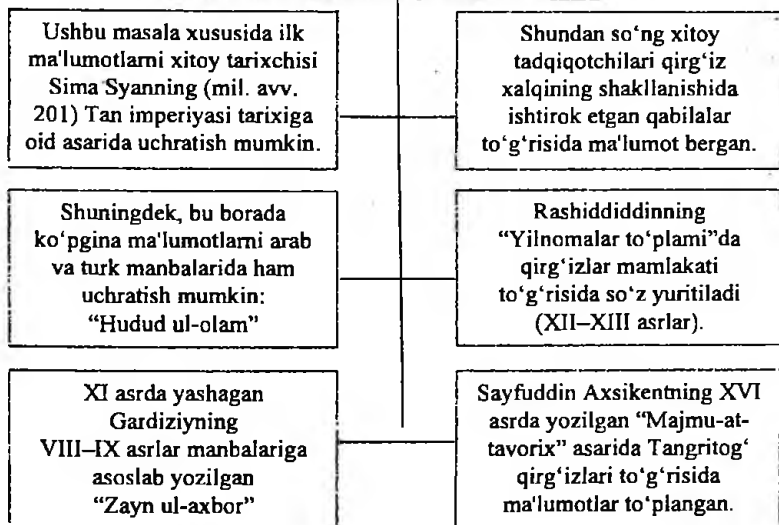 Ushbu masala xususida ilk
ma'lumotlarni xitoy tarixchisi
Sima Syanning (mil. avv.
201) Tan imperiyasi tarixiga
oid asarida uchratish mumkin.
Shundan so‘ng xitoy
tadqiqotchilari qirg‘iz
xalqining shakllanishida
ishtirok etgan qabilalar
to‘g‘risida ma'lumot bergan.
Shuningdek, bu borada
ko‘pgina ma'lumotlarni arab
va turk manbalarida ham
uchratish mumkin:
“Hudud ul-olam”
Rashiddiddinning
“Yilnomalar to‘plami”da
qirg‘izlar mamlakati
to‘g‘risida so‘z yuritiladi
(XII–XIII asrlar).
XI asrda yashagan
Gardiziyning
VIII–IX asrlar manbalariga
asoslab yozilgan
“Zayn ul-axbor”
Sayfuddin Axsikentning XVI
asrda yozilgan “Majmu-at-
tavorix” asarida Tangritog‘
qirg‘izlari to‘g‘risida
ma'lumotlar to‘plangan.